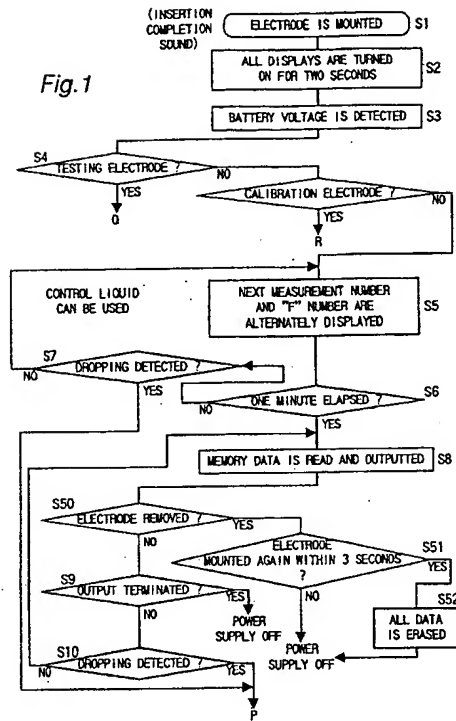 (INSERTION
COMPLETION
SOUND)
ELECTRODE IS MOUNTED
S1
Fig.1
ALL DISPLAYS ARE TURNED
ON FOR TWO SECONDS
S2
BATTERY VOLTAGE IS DETECTED
S3
S4
TESTING ELECTRODE ?
NO
YES
Q
CALIBRATION ELECTRODE ?
NO
YES
R
CONTROL LIQUID
CAN BE USED
NEXT MEASUREMENT NUMBER
AND "F" NUMBER ARE
ALTERNATELY DISPLAYED
S5
S7
DROPPING DETECTED ?
NO
YES
S6
ONE MINUTE ELAPSED ?
NO
YES
MEMORY DATA IS READ AND OUTPUTTED
S8
S50
ELECTRODE REMOVED ?
YES
NO
ELECTRODE
MOUNTED AGAIN WITHIN 3 SECONDS
?
S51
YES
NO
S9
OUTPUT TERMINATED ?
YES
NO
POWER
SUPPLY OFF
POWER
SUPPLY OFF
S52
ALL DATA
IS ERASED
S10
DROPPING DETECTED ?
NO
YES
P